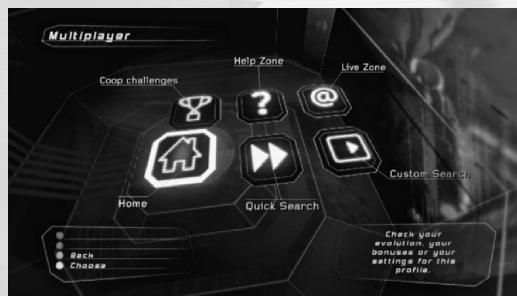 Multiplayer
Help Zone
Coop challenges
Live Zone
?
@
Home
Quick Search
Custom Search
Back
Choose
Check your
evolution, your
bonuses or your
settings for this
profile.